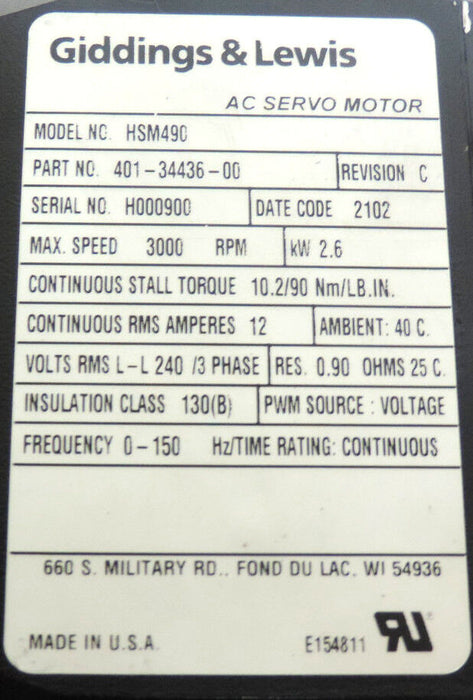 Giddings & Lewis
AC SERVO MOTOR
MODEL NO. HSM490
PART NO. 401-34436-00 REVISION C
SERIAL NO. H000900 DATE CODE 2102
MAX. SPEED 3000 RPM kW 2.6
CONTINUOUS STALL TORQUE 10.2/90 Nm/LB.IN.
CONTINUOUS RMS AMPERES 12 AMBIENT: 40 C.
VOLTS RMS L-L 240 /3 PHASE RES. 0.90 OHMS 25 C.
INSULATION CLASS 130(B) PWM SOURCE : VOLTAGE
FREQUENCY 0-150 Hz/TIME RATING: CONTINUOUS
660 S. MILITARY RD., FOND DU LAC, WI 54936
MADE IN U.S.A. E154811 RU